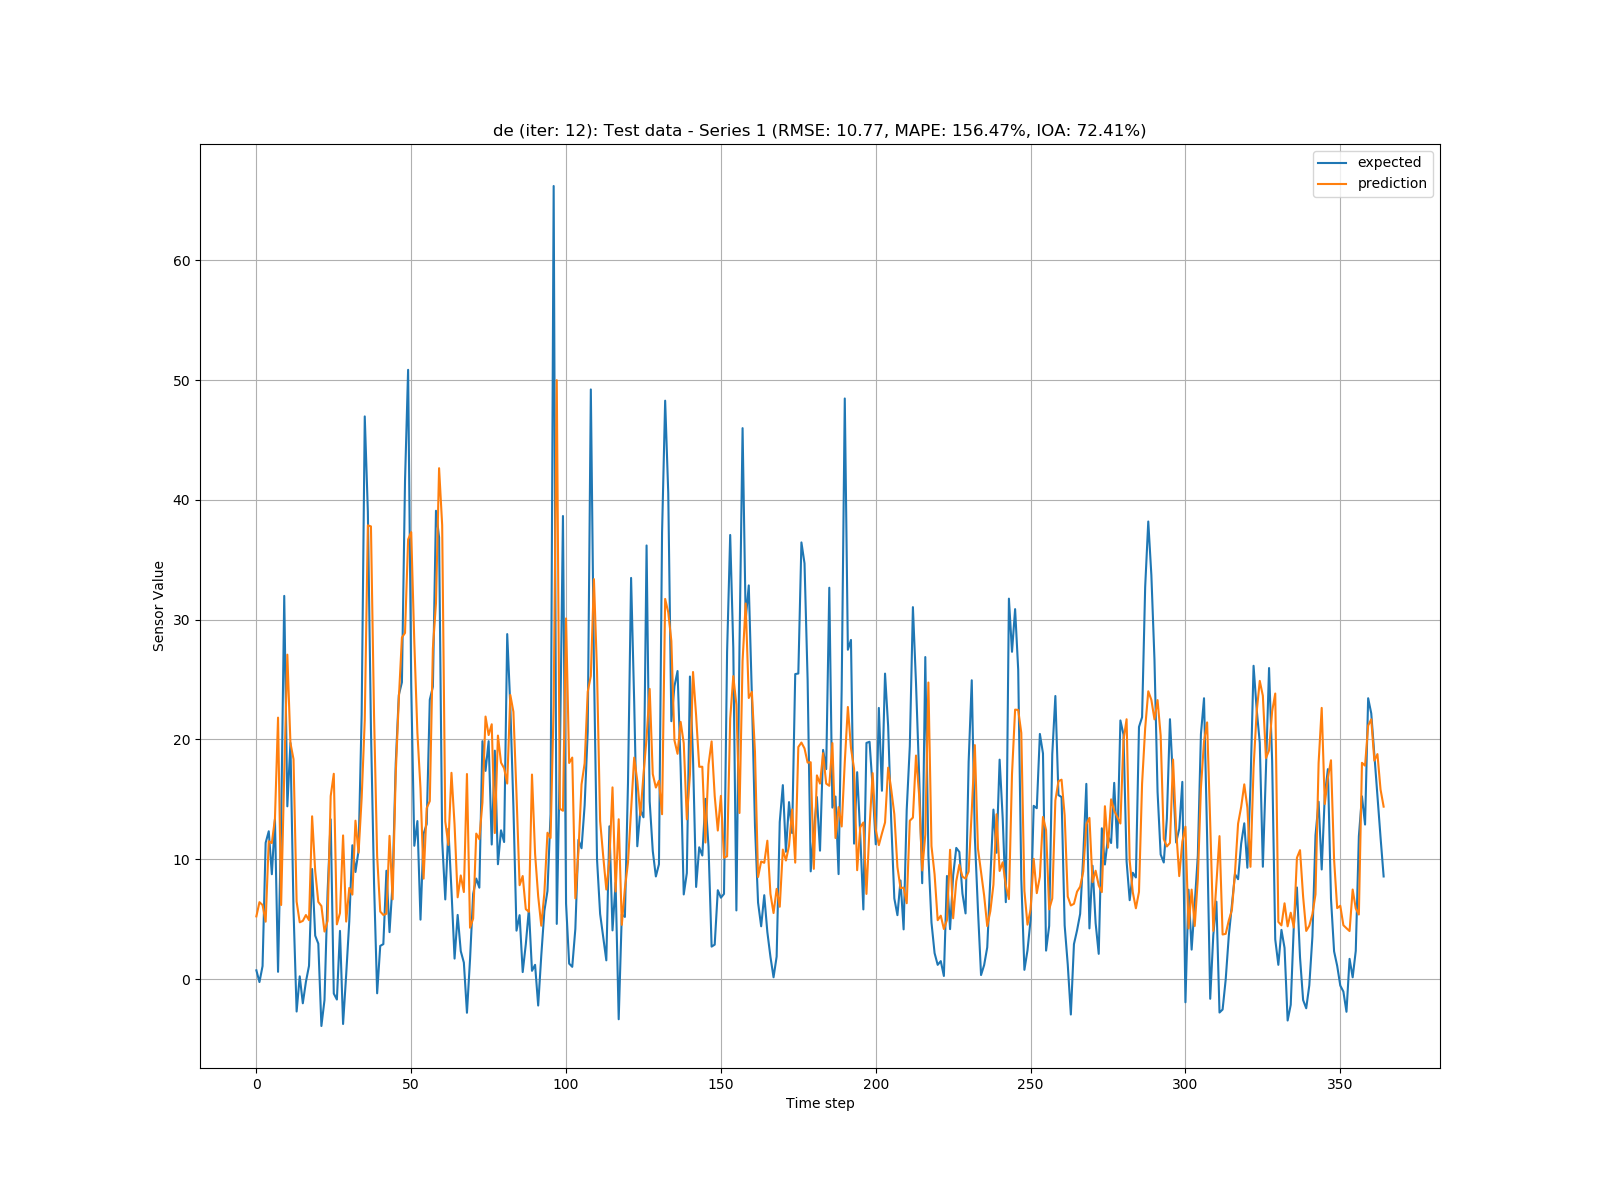 de (iter: 12): Test data - Series 1 (RMSE: 10.77, MAPE: 156.47%, IOA: 72.41%)
expected
prediction
60
50
40
30
20
10
0
Sensor Value
0 50 100 150 200 250 300 350
Time step